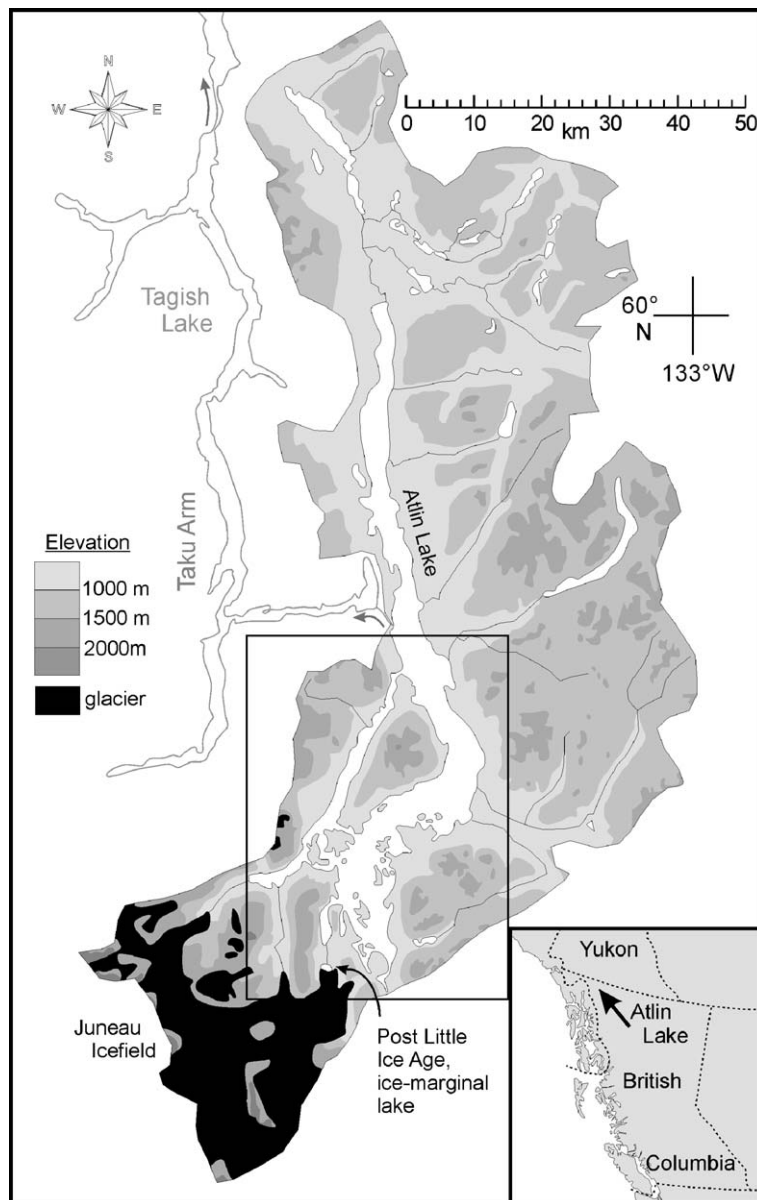 N
W
E
S
0 10 20 30 40 50
km
Tagish
Lake
60°
N
133°W
Atlin Lake
Taku Arm
Elevation
1000 m
1500 m
2000m
glacier
Juneau
Icefield
Post Little
Ice Age,
ice-marginal
lake
Yukon
Atlin
Lake
British
Columbia